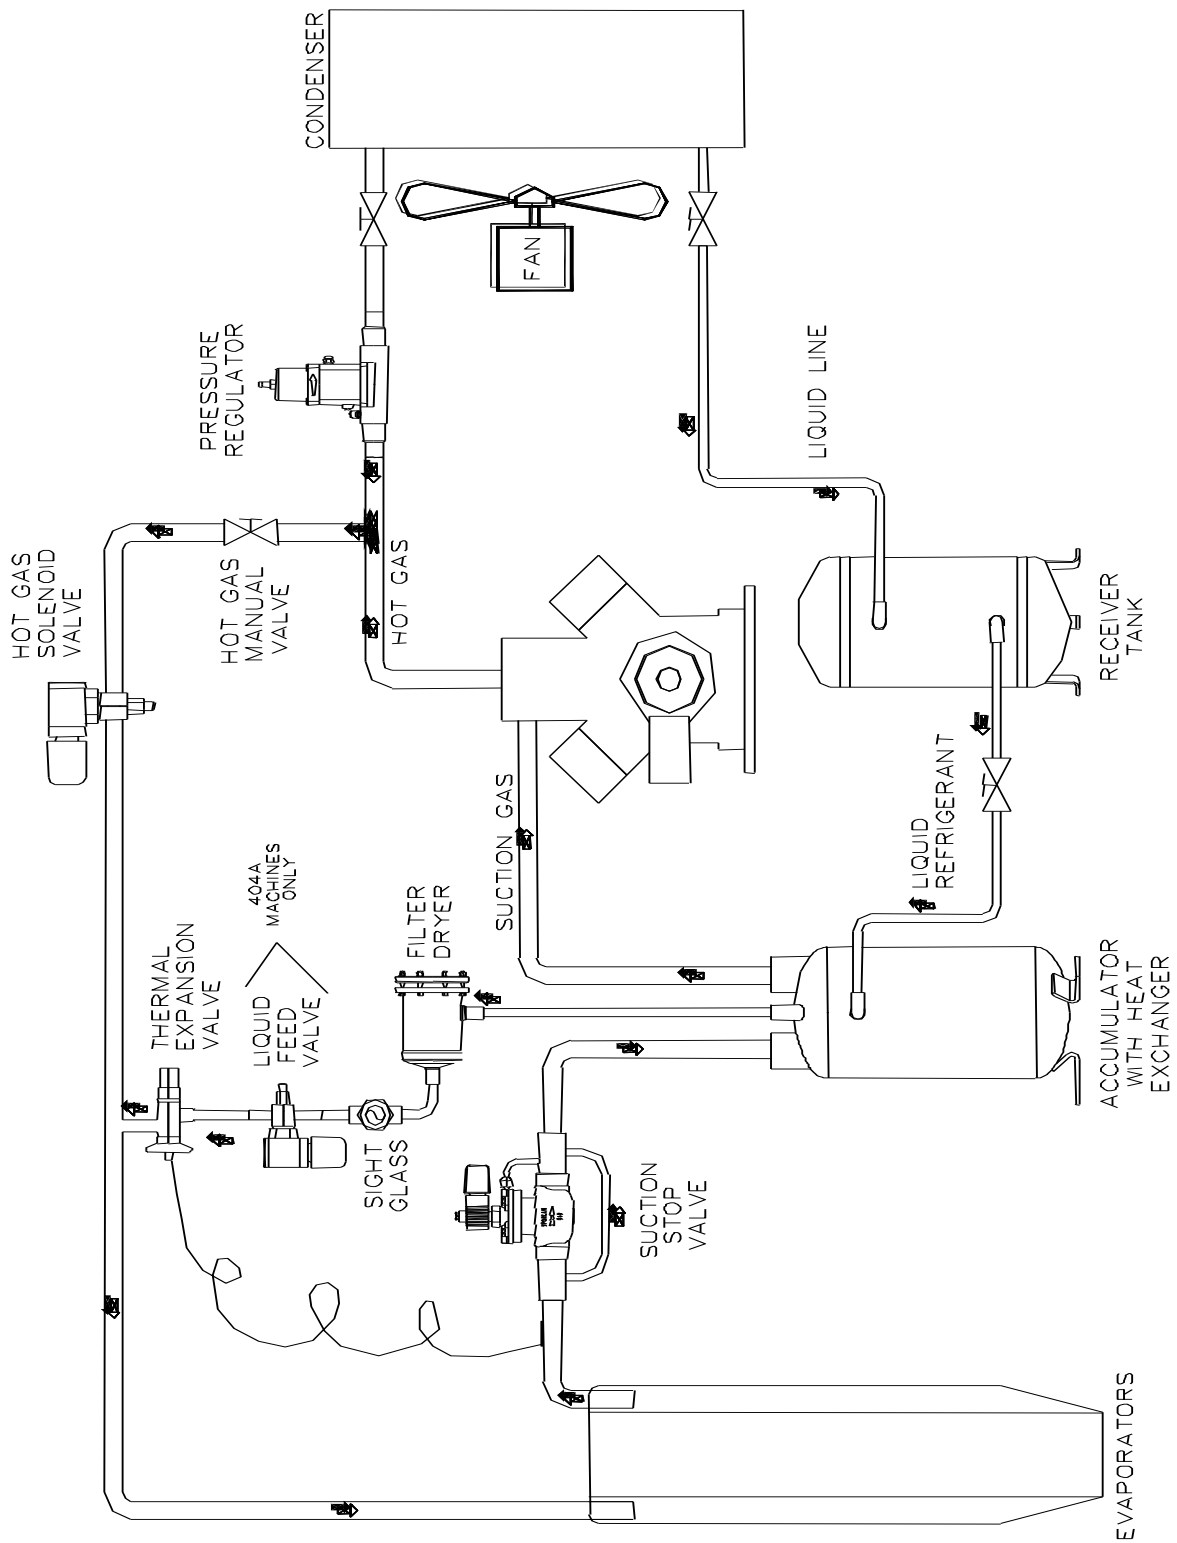 CONDENSER
FAN
PRESSURE
REGULATOR
LIQUID LINE
HOT GAS
SOLENOID
VALVE
HOT GAS
MANUAL
VALVE
HOT GAS
RECEIVER
TANK
SUCTION GAS
LIQUID
REFRIGERANT
404A
MACHINES
ONLY
FILTER
DRYER
THERMAL
EXPANSION
VALVE
LIQUID
FEED
VALVE
ACCUMULATOR
WITH HEAT
EXCHANGER
SIGHT
GLASS
SUCTION
STOP
VALVE
EVAPORATORS